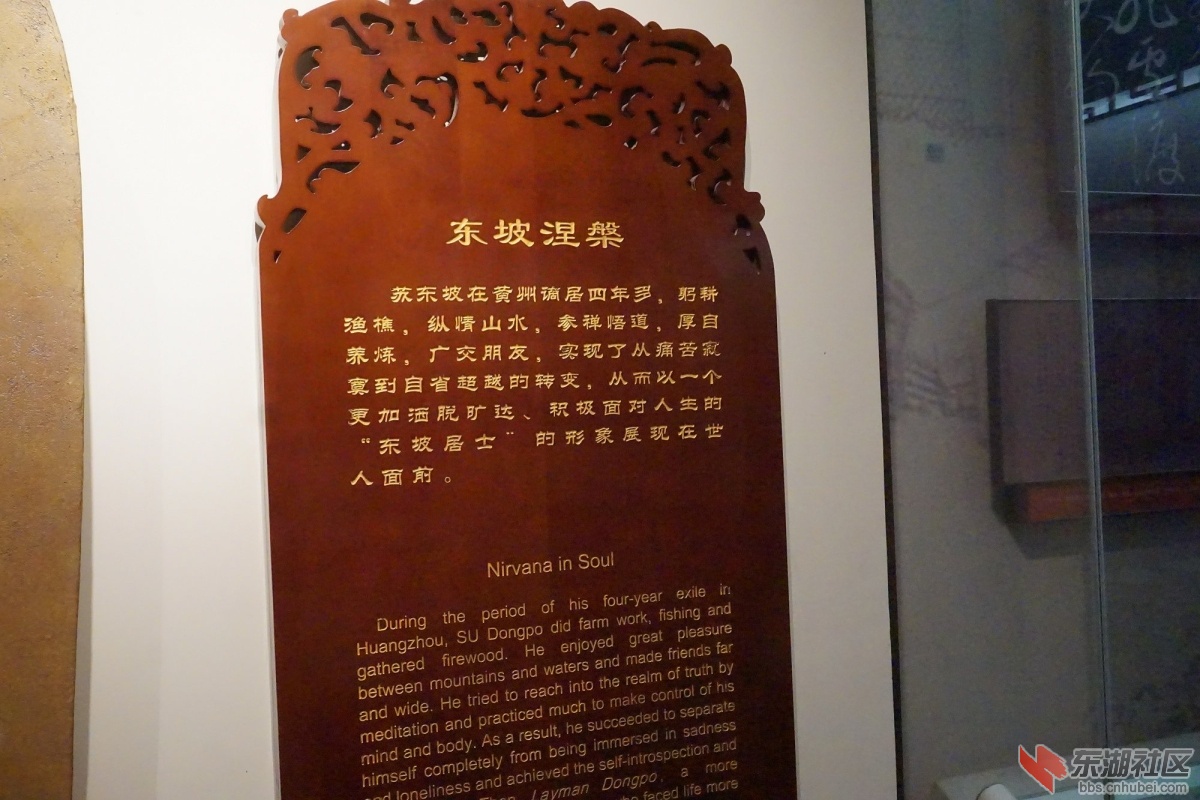 东坡涅槃
苏东坡在黄州谪居四年多，躬耕
渔樵，纵情山水，参禅悟道，厚自
养炼，广交朋友，实现了从痛苦寂
寞到自省超越的转变，从而以一个
更加洒脱旷达、积极面对人生的
“东坡居士”的形象展现在世
人面前。
Nirvana in Soul
During the period of his four-year exile in
Huangzhou, SU Dongpo did farm work, fishing and
gathered firewood. He enjoyed great pleasure
between mountains and waters and made friends far
and wide. He tried to reach into the realm of truth by
meditation and practiced much to make control of his
mind and body. As a result, he succeeded to separate
himself completely from being immersed in sadness
and loneliness and achieved the self-introspection and
Layman Dongpo, a more
faced life more
东湖社区
bbs.cnhubei.com